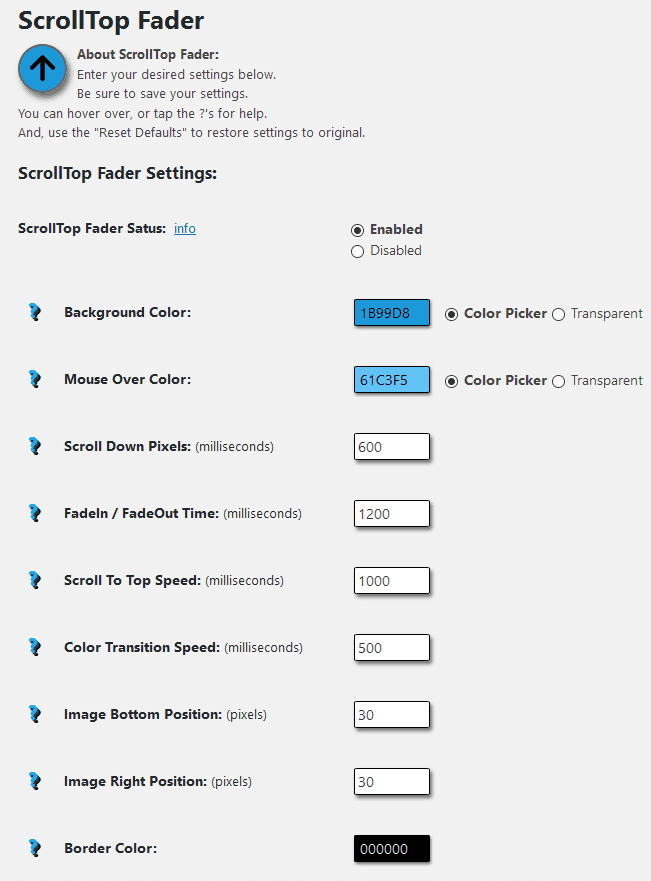 ScrollTop Fader
About ScrollTop Fader:
Enter your desired settings below.
Be sure to save your settings.
You can hover over, or tap the ?'s for help.
And, use the "Reset Defaults" to restore settings to original.
ScrollTop Fader Settings:
ScrollTop Fader Satus: info
Enabled
Disabled
? Background Color: 1B99D8 Color Picker Transparent
? Mouse Over Color: 61C3F5 Color Picker Transparent
? Scroll Down Pixels: (milliseconds) 600
? FadeIn / FadeOut Time: (milliseconds) 1200
? Scroll To Top Speed: (milliseconds) 1000
? Color Transition Speed: (milliseconds) 500
? Image Bottom Position: (pixels) 30
? Image Right Position: (pixels) 30
? Border Color: 000000